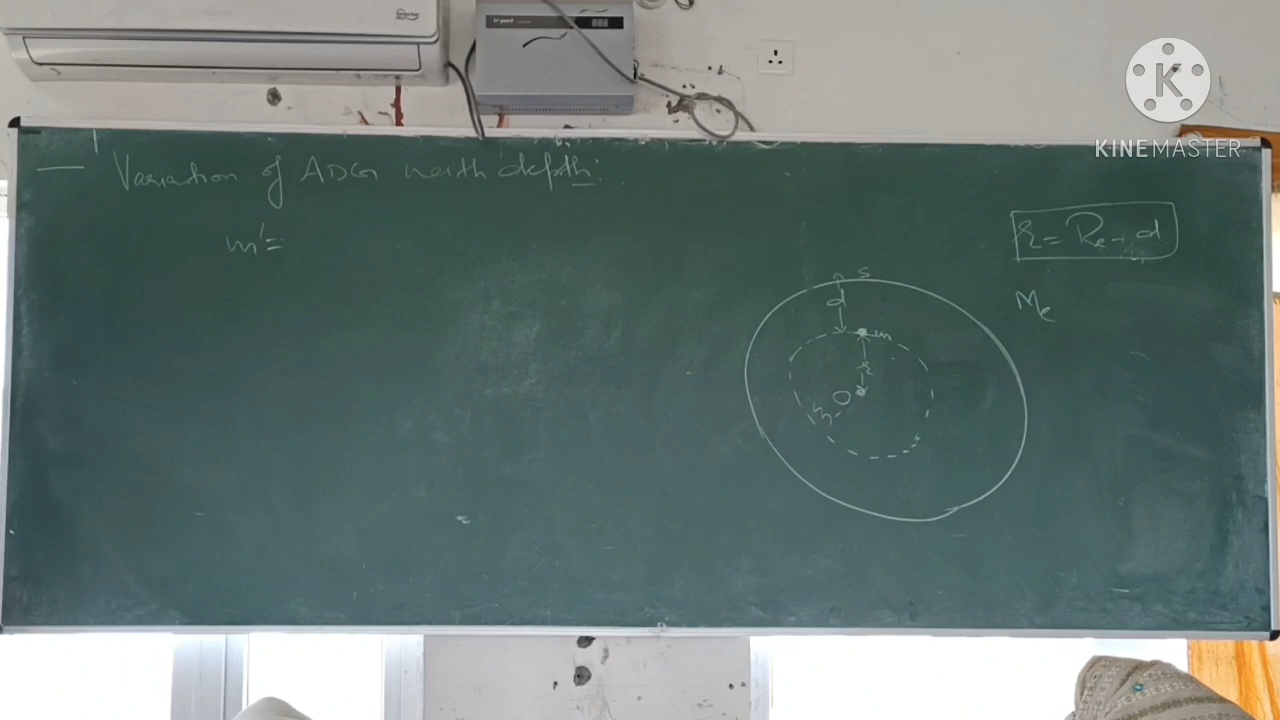 Variation of ADG with depth:
m' =
r = Re - d
Me
S
d
m
r
O
KINEMASTER